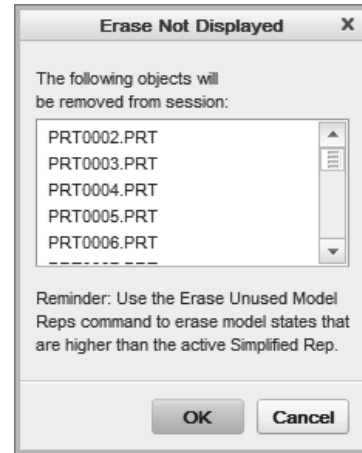 Erase Not Displayed X
The following objects will
be removed from session:
PRT0002.PRT
PRT0003.PRT
PRT0004.PRT
PRT0005.PRT
PRT0006.PRT
Reminder: Use the Erase Unused Model
Reps command to erase model states that
are higher than the active Simplified Rep.
OK Cancel